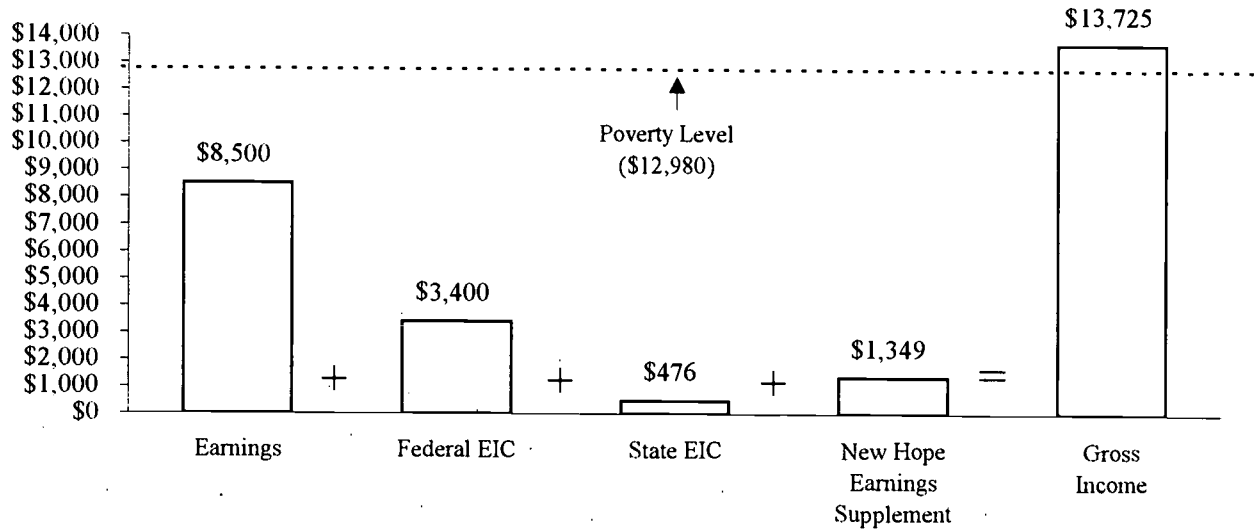 $13,725
$14,000
$13,000
$12,000
$11,000
$10,000
$9,000
$8,000
$7,000
$6,000
$5,000
$4,000
$3,000
$2,000
$1,000
$0
Poverty Level
($12,980)
$8,500
$3,400
$476
$1,349
+
+
+
=
Earnings
Federal EIC
State EIC
New Hope
Earnings
Supplement
Gross
Income